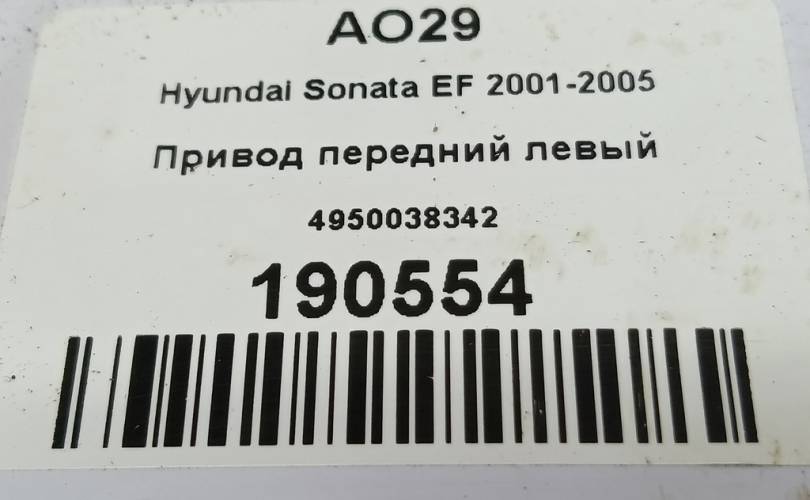 AO29
Hyundai Sonata EF 2001-2005
Привод передний левый
4950038342
190554